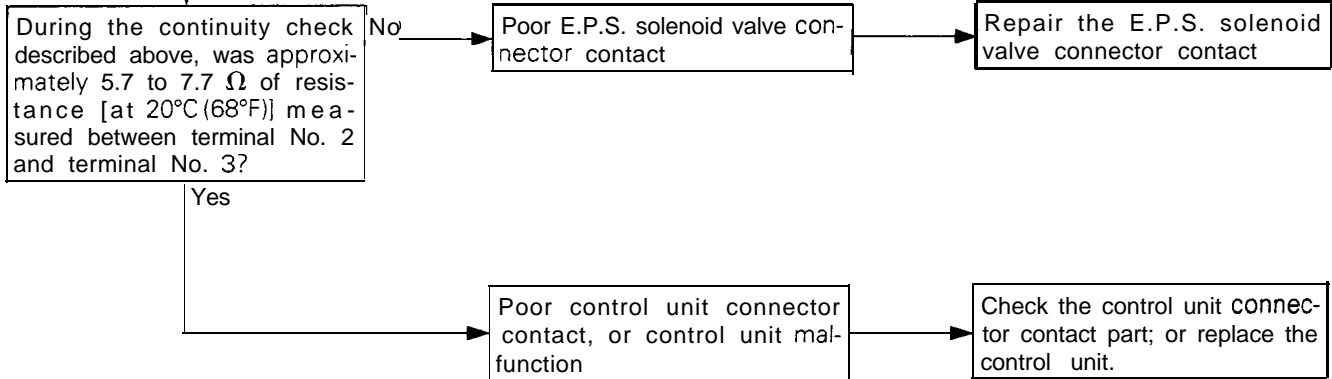 During the continuity check
described above, was approxi-
mately 5.7 to 7.7 Ω of resis-
tance [at 20°C (68°F)] mea-
sured between terminal No. 2
and terminal No. 3?
No
Poor E.P.S. solenoid valve con-
nector contact
Repair the E.P.S. solenoid
valve connector contact
Yes
Poor control unit connector
contact, or control unit mal-
function
Check the control unit connec-
tor contact part; or replace the
control unit.